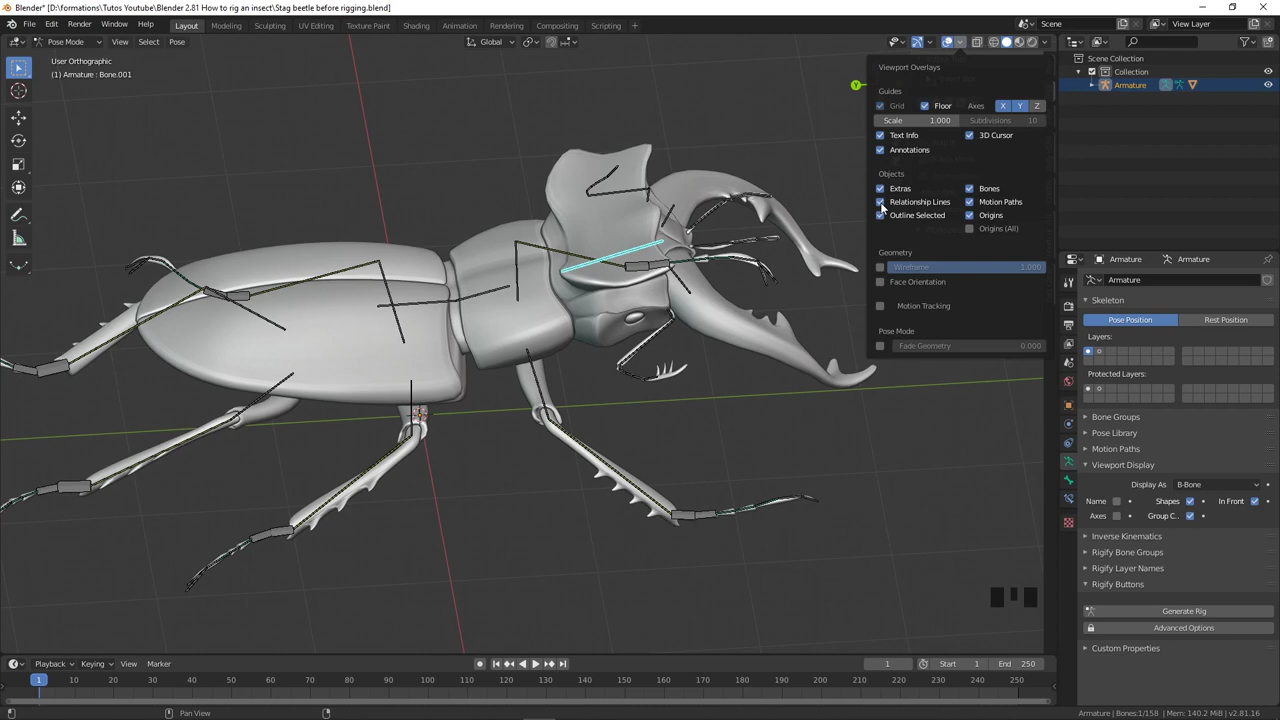 Blender* [D:\formations\Tutos Youtube\Blender 2.81 How to rig an insect\Stag beetle before rigging.blend]
File Edit Render Window Help Layout Modeling Sculpting UV Editing Texture Paint Shading Animation Rendering Compositing Scripting Scene View Layer
Pose Mode View Select Pose Global
User Orthographic
(1) Armature : Bone.001
Viewport Overlays
Guides
Grid Floor Axes X Y Z
Scale 1.000 Subdivisions 10
Text Info 3D Cursor
Annotations
Objects
Extras Bones
Relationship Lines Motion Paths
Outline Selected Origins
Origins (All)
Geometry
Wireframe 1.000
Face Orientation
Motion Tracking
Pose Mode
Fade Geometry 0.000
Y
Scene Collection
Collection
Armature
Armature Armature
Armature
Skeleton
Pose Position Rest Position
Layers:
Protected Layers:
Bone Groups
Pose Library
Motion Paths
Viewport Display
Display As B-Bone
Name Shapes In Front
Axes Group C..
Inverse Kinematics
Rigify Bone Groups
Rigify Layer Names
Rigify Buttons
Generate Rig
Advanced Options
Custom Properties
Playback Keying View Marker 1 Start 1 End 250
1 10 20 30 40 50 60 70 80 90 100 110 120 130 140 150 160 170 180 190 200 210 220 230 240 250
Pan View Armature | Bones:1/158 | Mem: 140.2 MiB | v2.81.16